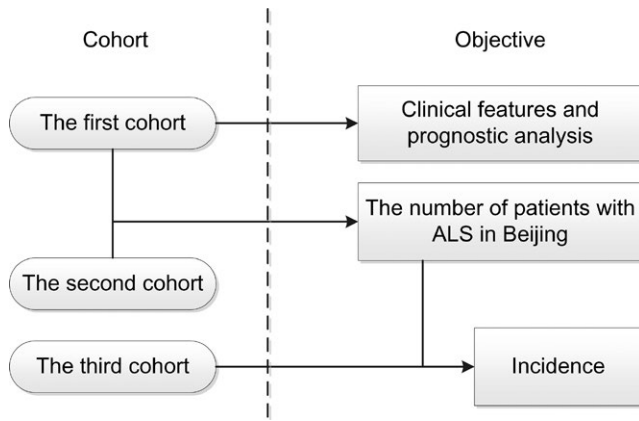 Cohort
Objective
The first cohort
Clinical features and
prognostic analysis
The number of patients with
ALS in Beijing
The second cohort
The third cohort
Incidence